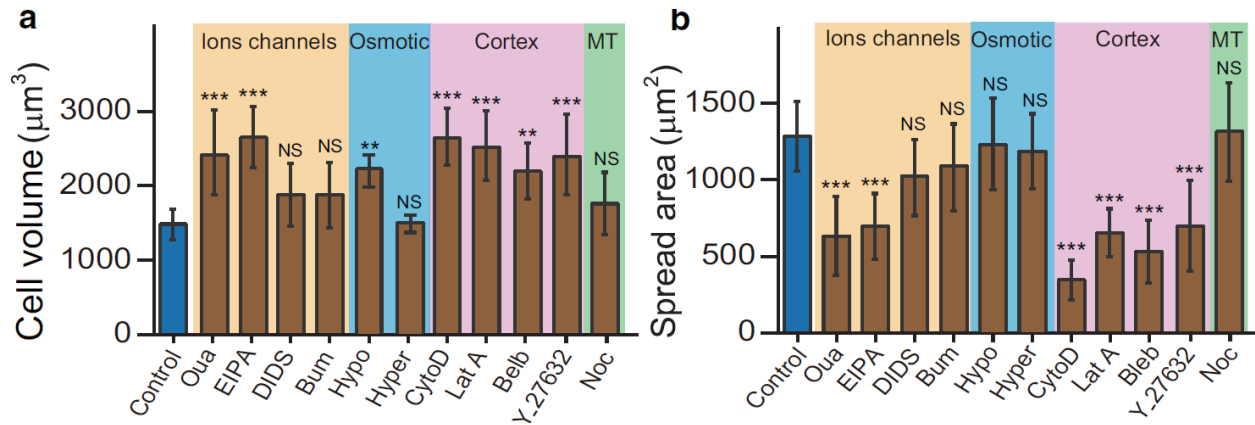 a
Ions channels Osmotic Cortex MT
Cell volume (μm³)
3000
2000
1000
0
*** *** NS NS ** NS *** *** ** *** NS
Control Oua EIPA DIDS Bum Hypo Hyper CytoD Lat A Belb Y_27632 Noc
b
Ions channels Osmotic Cortex MT
Spread area (μm²)
1500
1000
500
0
*** *** NS NS NS NS *** *** *** *** NS
Control Oua EIPA DIDS Bum Hypo Hyper CytoD Lat A Bleb Y_27632 Noc